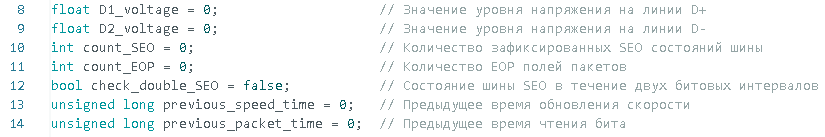 8 float D1_voltage = 0; // Значение уровня напряжения на линии D+
9 float D2_voltage = 0; // Значение уровня напряжения на линии D-
10 int count_SEO = 0; // Количество зафиксированных SEO состояний шины
11 int count_EOP = 0; // Количество EOP полей пакетов
12 bool check_double_SEO = false; // Состояние шины SEO в течение двух битовых интервалов
13 unsigned long previous_speed_time = 0; // Предыдущее время обновления скорости
14 unsigned long previous_packet_time = 0; // Предыдущее время чтения бита